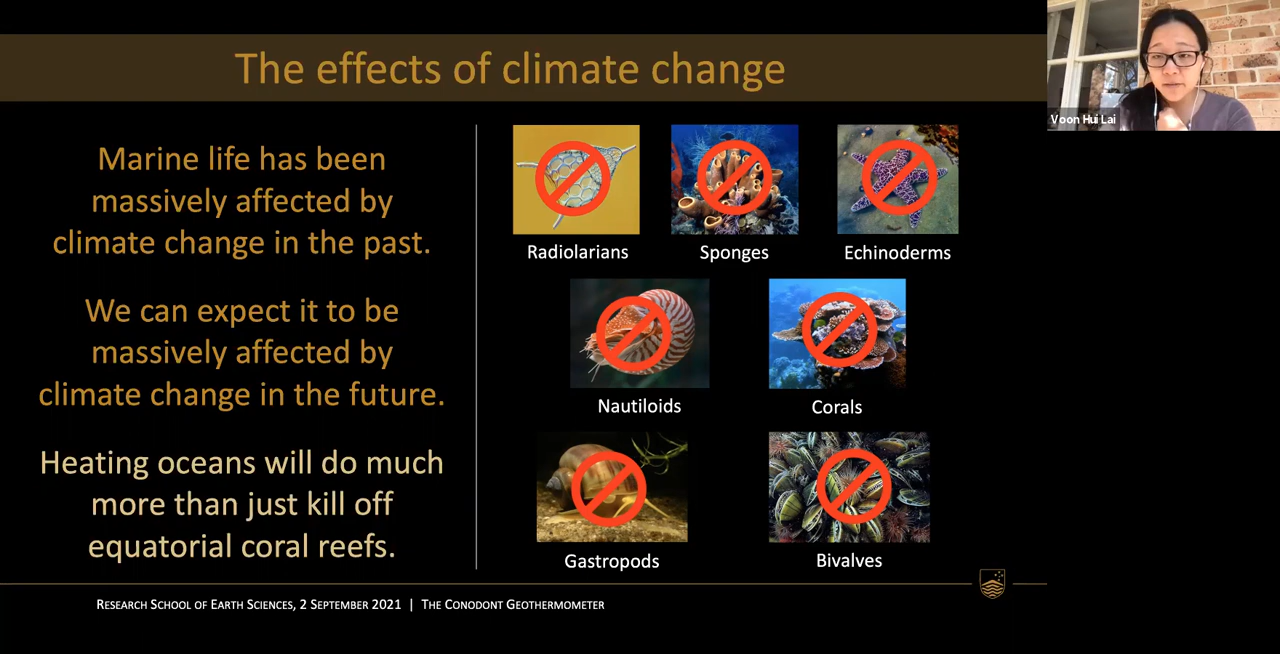 The effects of climate change
Voon Hui Lai
Marine life has been
massively affected by
climate change in the past.
We can expect it to be
massively affected by
climate change in the future.
Heating oceans will do much
more than just kill off
equatorial coral reefs.
Radiolarians
Sponges
Echinoderms
Nautiloids
Corals
Gastropods
Bivalves
Research School of Earth Sciences, 2 September 2021 | The Conodont Geothermometer